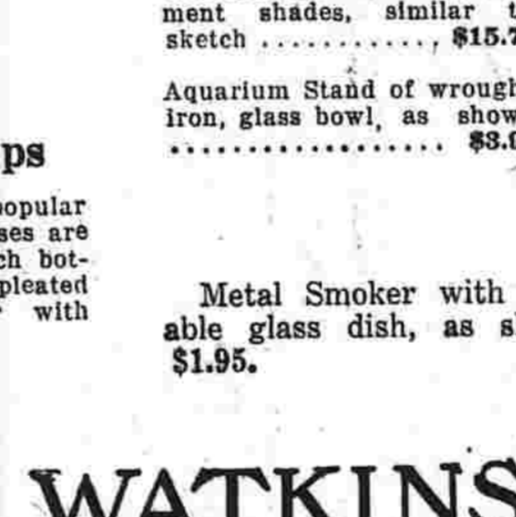 ment shades, similar
sketch ............, $15.7
Aquarium Stand of wrough
iron, glass bowl, as show
.................. $3.
ps
popular
ses are
ch bot-
pleated
with
Metal Smoker with
able glass dish, as s
$1.95.
WATKINS